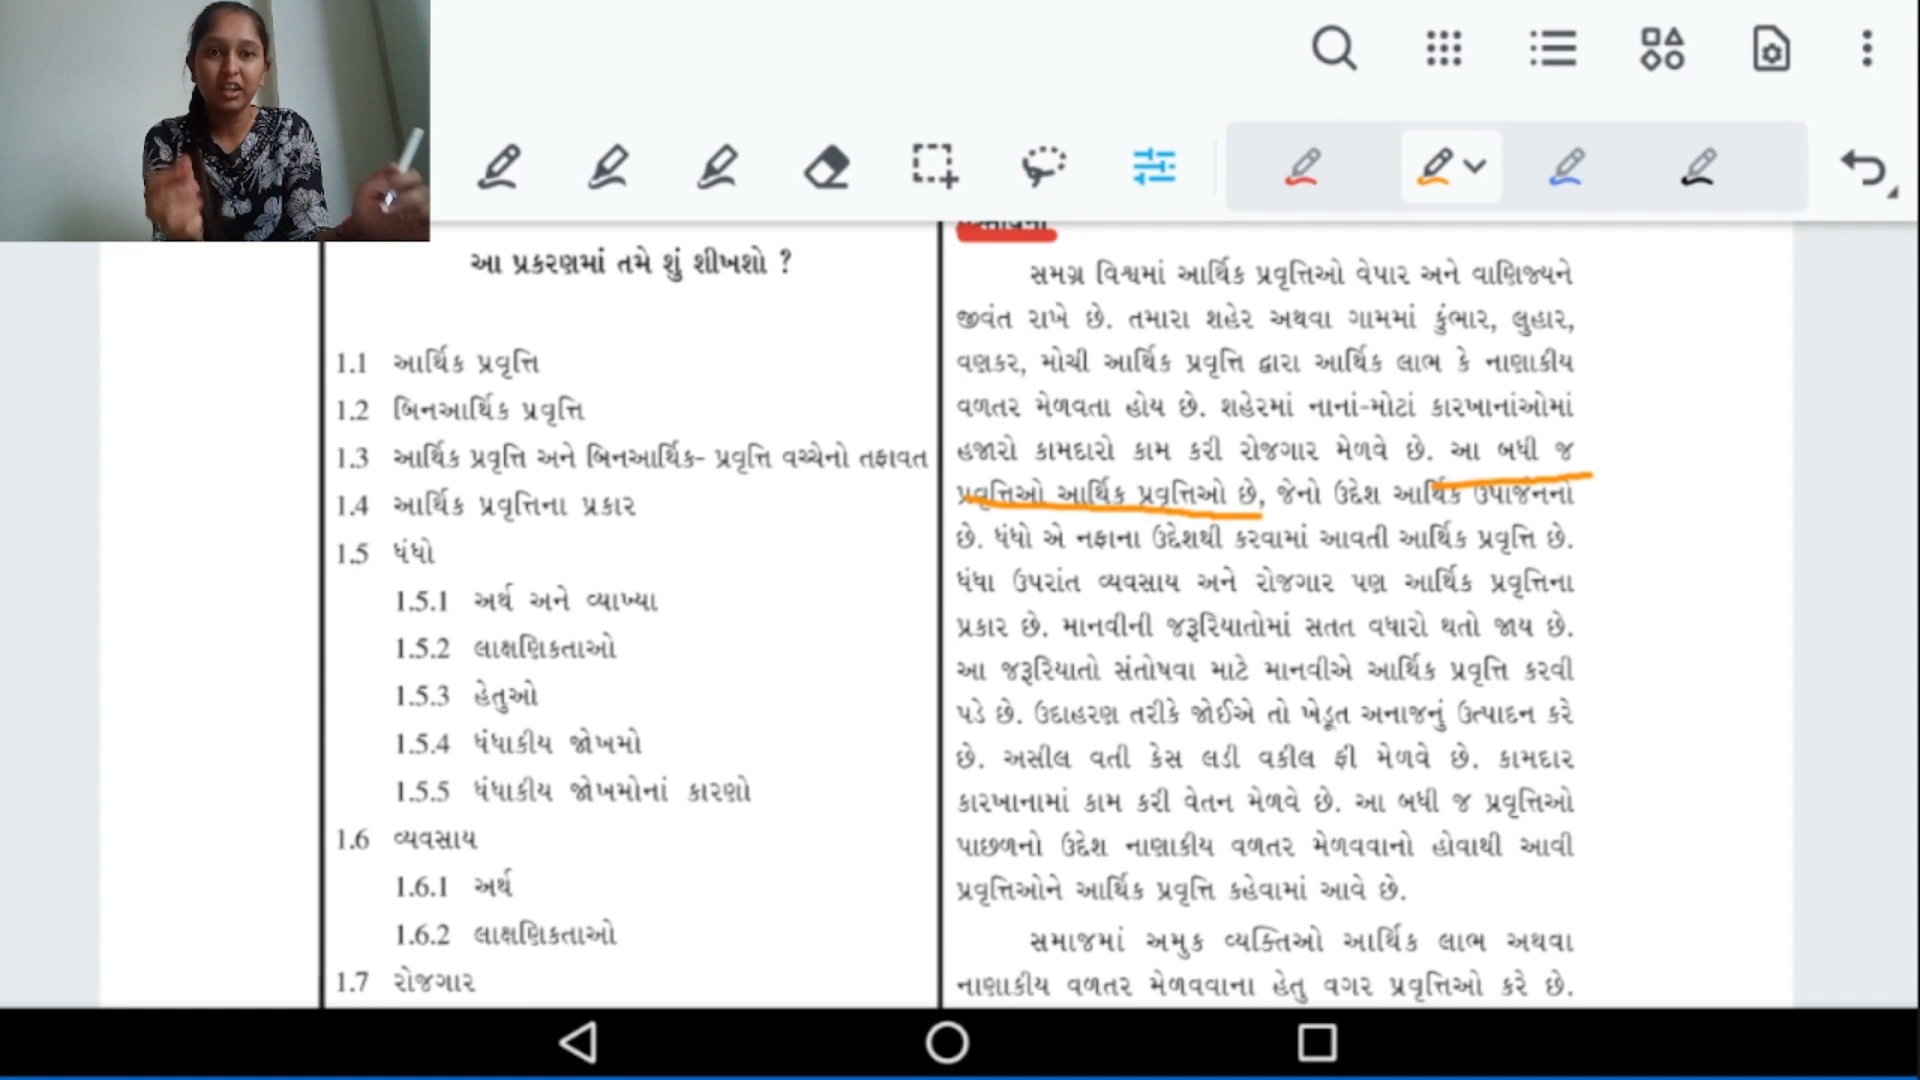 આ પ્રકરણમાં તમે શું શીખશો ?
1.1 આર્થિક પ્રવૃત્તિ
1.2 બિનઆર્થિક પ્રવૃત્તિ
1.3 આર્થિક પ્રવૃત્તિ અને બિનઆર્થિક- પ્રવૃત્તિ વચ્ચેનો તફાવત
1.4 આર્થિક પ્રવૃત્તિના પ્રકાર
1.5 ધંધો
1.5.1 અર્થ અને વ્યાખ્યા
1.5.2 લાક્ષણિકતાઓ
1.5.3 હેતુઓ
1.5.4 ધંધાકીય જોખમો
1.5.5 ધંધાકીય જોખમોનાં કારણો
1.6 વ્યવસાય
1.6.1 અર્થ
1.6.2 લાક્ષણિકતાઓ
1.7 રોજગાર
સમગ્ર વિશ્વમાં આર્થિક પ્રવૃત્તિઓ વેપાર અને વાણિજ્યને
જીવંત રાખે છે. તમારા શહેર અથવા ગામમાં કુંભાર, લુહાર,
વણકર, મોચી આર્થિક પ્રવૃત્તિ દ્વારા આર્થિક લાભ કે નાણાકીય
વળતર મેળવતા હોય છે. શહેરમાં નાનાં-મોટાં કારખાનાંઓમાં
હજારો કામદારો કામ કરી રોજગાર મેળવે છે. આ બધી જ
પ્રવૃત્તિઓ આર્થિક પ્રવૃત્તિઓ છે, જેનો ઉદ્દેશ આર્થિક ઉપાર્જનનો
છે. ધંધો એ નફાના ઉદ્દેશથી કરવામાં આવતી આર્થિક પ્રવૃત્તિ છે.
ધંધા ઉપરાંત વ્યવસાય અને રોજગાર પણ આર્થિક પ્રવૃત્તિના
પ્રકાર છે. માનવીની જરૂરિયાતોમાં સતત વધારો થતો જાય છે.
આ જરૂરિયાતો સંતોષવા માટે માનવીએ આર્થિક પ્રવૃત્તિ કરવી
પડે છે. ઉદાહરણ તરીકે જોઈએ તો ખેડૂત અનાજનું ઉત્પાદન કરે
છે. અસીલ વતી કેસ લડી વકીલ ફી મેળવે છે. કામદાર
કારખાનામાં કામ કરી વેતન મેળવે છે. આ બધી જ પ્રવૃત્તિઓ
પાછળનો ઉદ્દેશ નાણાકીય વળતર મેળવવાનો હોવાથી આવી
પ્રવૃત્તિઓને આર્થિક પ્રવૃત્તિ કહેવામાં આવે છે.
સમાજમાં અમુક વ્યક્તિઓ આર્થિક લાભ અથવા
નાણાકીય વળતર મેળવવાના હેતુ વગર પ્રવૃત્તિઓ કરે છે.